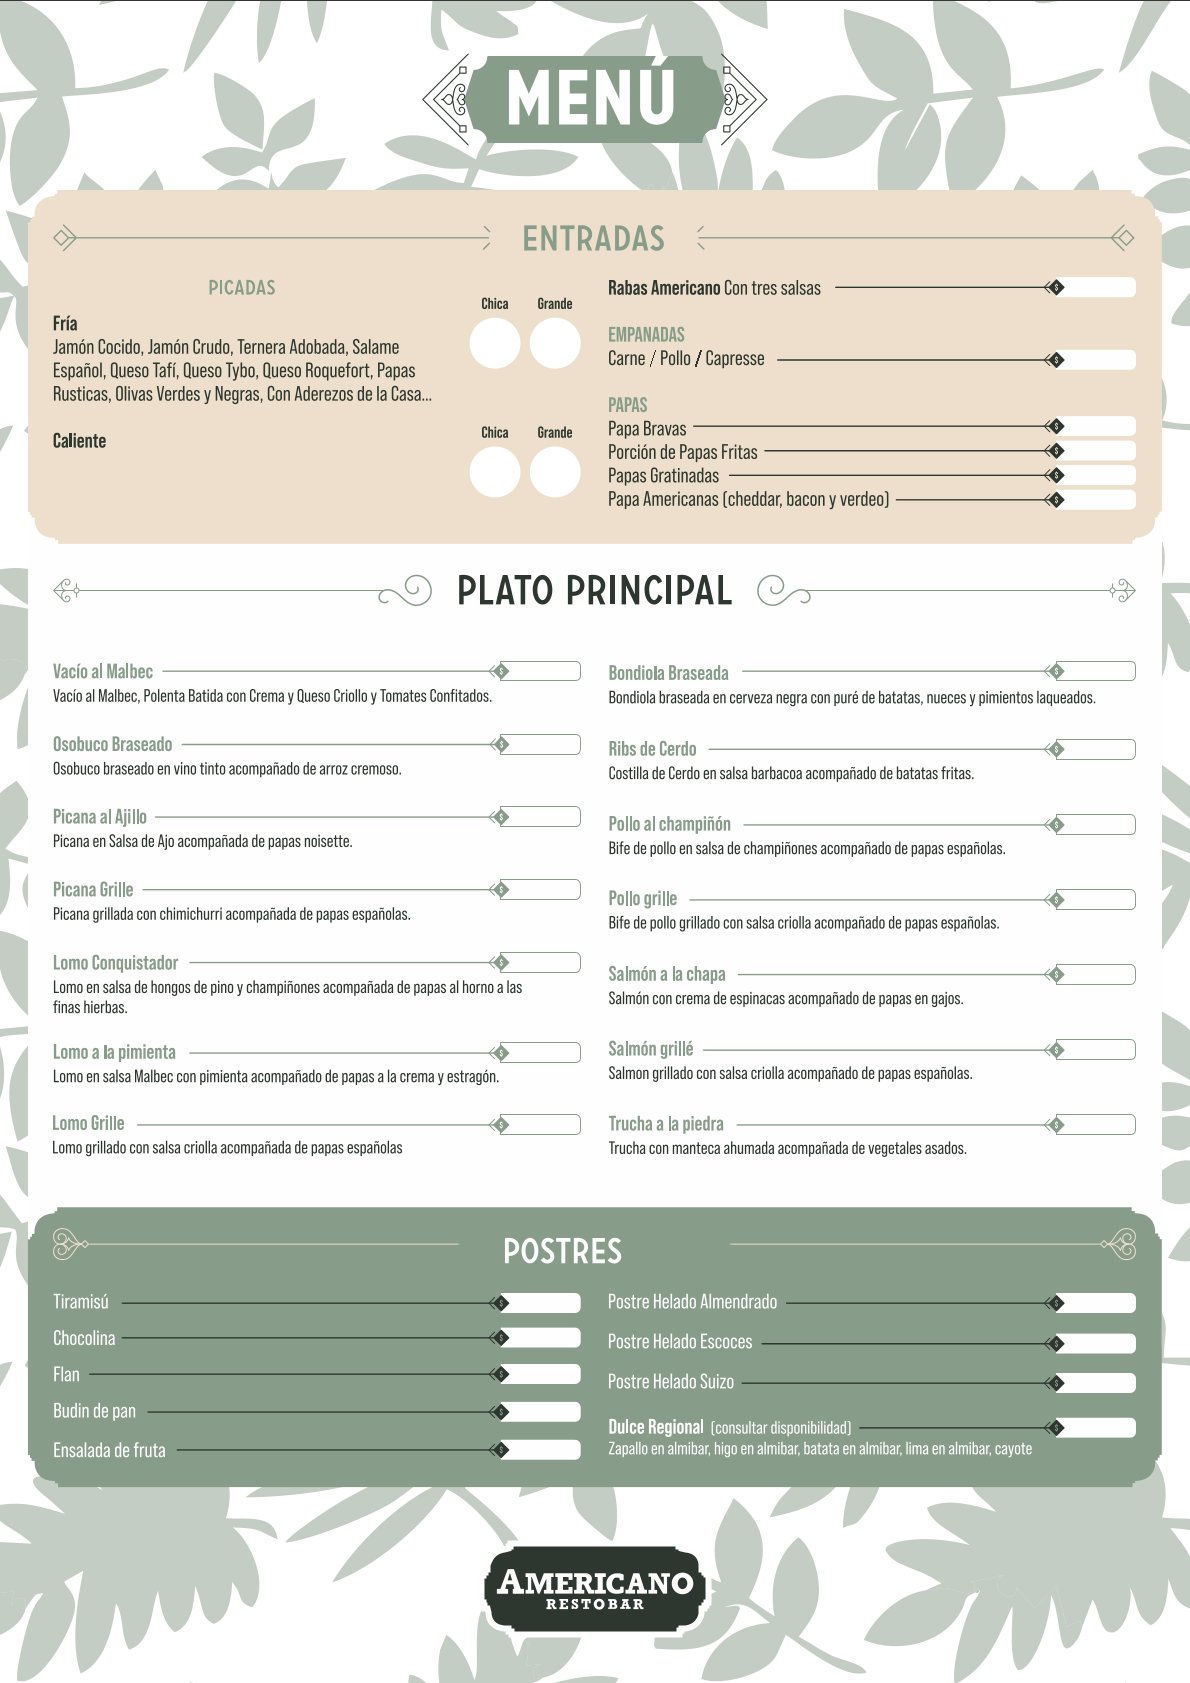 MENÚ
ENTRADAS
PICADAS
Chica Grande
Fría
Jamón Cocido, Jamón Crudo, Ternera Adobada, Salame
Español, Queso Tafí, Queso Tybo, Queso Roquefort, Papas
Rusticas, Olivas Verdes y Negras, Con Aderezos de la Casa...
Caliente
Chica Grande
Rabas Americano Con tres salsas $
EMPANADAS
Carne / Pollo / Capresse $
PAPAS
Papa Bravas $
Porción de Papas Fritas $
Papas Gratinadas $
Papa Americanas (cheddar, bacon y verdeo) $
PLATO PRINCIPAL
Vacío al Malbec $
Vacío al Malbec, Polenta Batida con Crema y Queso Criollo y Tomates Confitados.
Osobuco Braseado $
Osobuco braseado en vino tinto acompañado de arroz cremoso.
Picana al Ajillo $
Picana en Salsa de Ajo acompañada de papas noisette.
Picana Grille $
Picana grillada con chimichurri acompañada de papas españolas.
Lomo Conquistador $
Lomo en salsa de hongos de pino y champiñones acompañada de papas al horno a las
finas hierbas.
Lomo a la pimienta $
Lomo en salsa Malbec con pimienta acompañado de papas a la crema y estragón.
Lomo Grille $
Lomo grillado con salsa criolla acompañada de papas españolas
Bondiola Braseada $
Bondiola braseada en cerveza negra con puré de batatas, nueces y pimientos laqueados.
Ribs de Cerdo $
Costilla de Cerdo en salsa barbacoa acompañado de batatas fritas.
Pollo al champiñón $
Bife de pollo en salsa de champiñones acompañado de papas españolas.
Pollo grille $
Bife de pollo grillado con salsa criolla acompañado de papas españolas.
Salmón a la chapa $
Salmón con crema de espinacas acompañado de papas en gajos.
Salmón grillé $
Salmon grillado con salsa criolla acompañado de papas españolas.
Trucha a la piedra $
Trucha con manteca ahumada acompañada de vegetales asados.
POSTRES
Tiramisú $
Chocolina $
Flan $
Budin de pan $
Ensalada de fruta $
Postre Helado Almendrado $
Postre Helado Escoces $
Postre Helado Suizo $
Dulce Regional (consultar disponibilidad) $
Zapallo en almibar, higo en almibar, batata en almibar, lima en almibar, cayote
AMERICANO
RESTOBAR